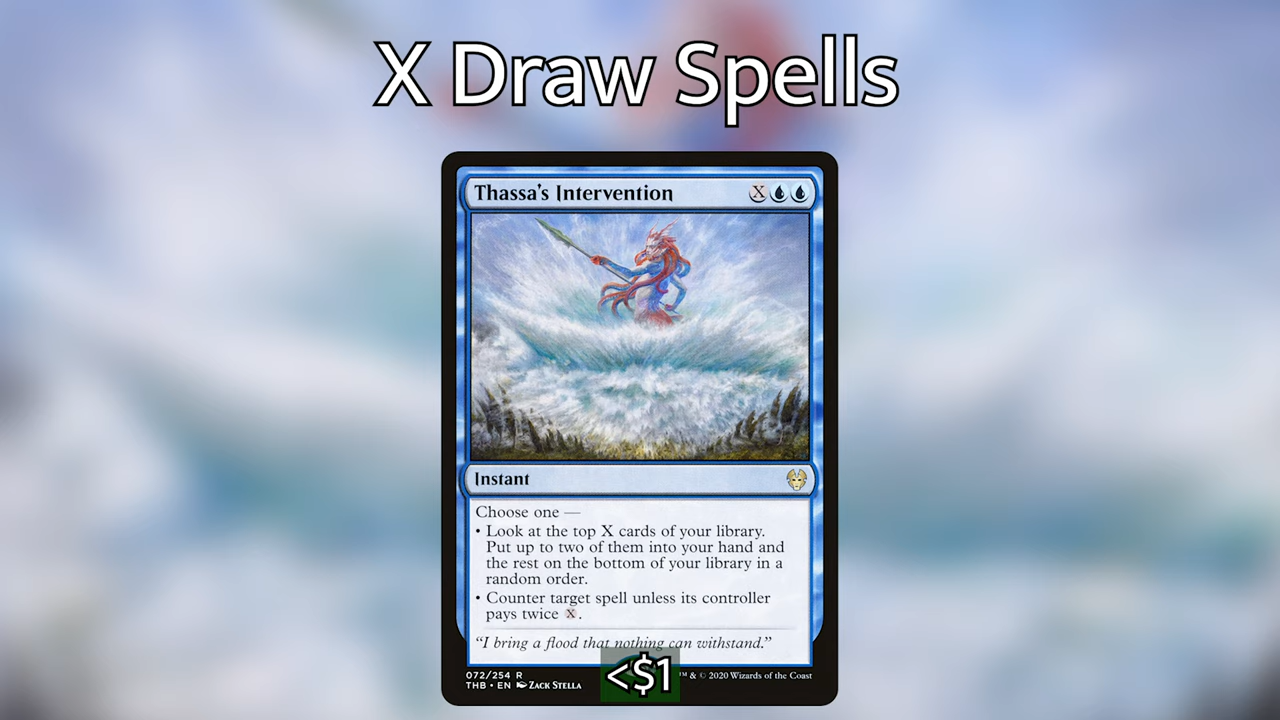 X Draw Spells
Thassa's Intervention X
Instant
Choose one —
• Look at the top X cards of your library.
Put up to two of them into your hand and
the rest on the bottom of your library in a
random order.
• Counter target spell unless its controller
pays twice X.
"I bring a flood that nothing can withstand."
<$1
072/254 R
THB • EN Zack Stella
™ & © 2020 Wizards of the Coast